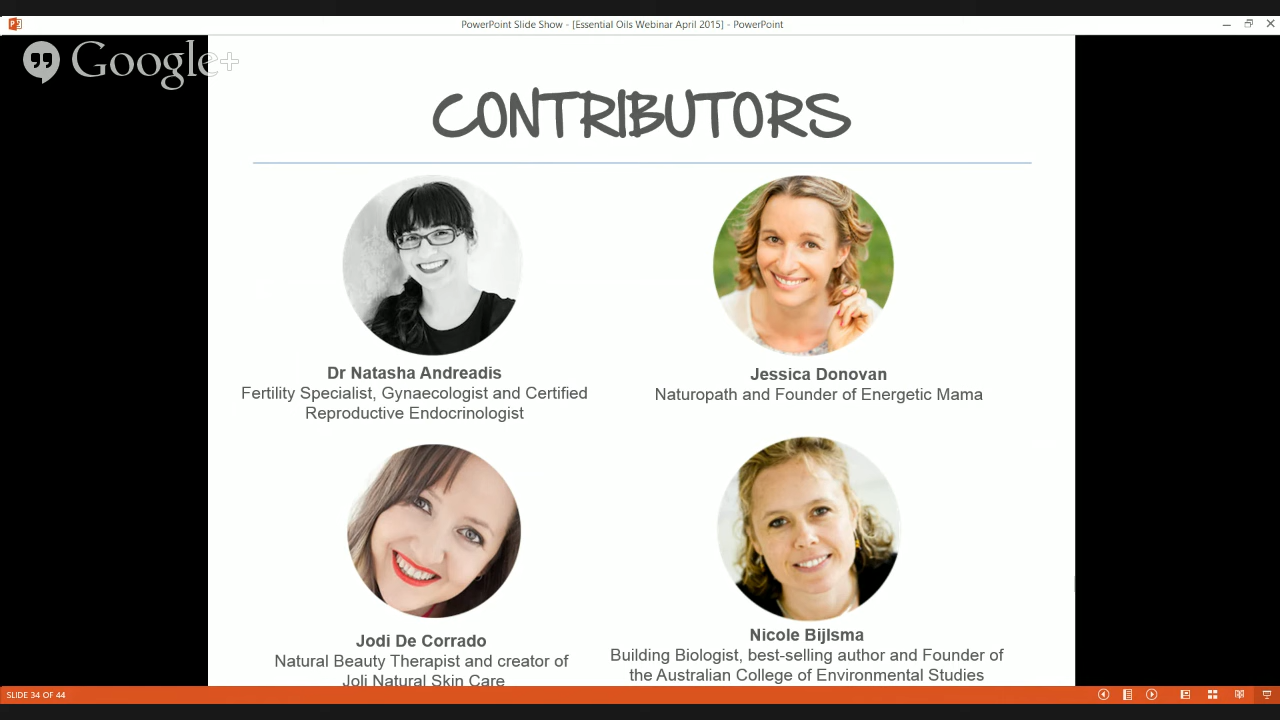 PowerPoint Slide Show - [Essential Oils Webinar April 2015] - PowerPoint
Google+
CONTRIBUTORS
Dr Natasha Andreadis
Fertility Specialist, Gynaecologist and Certified
Reproductive Endocrinologist
Jessica Donovan
Naturopath and Founder of Energetic Mama
Jodi De Corrado
Natural Beauty Therapist and creator of
Joli Natural Skin Care
Nicole Bijlsma
Building Biologist, best-selling author and Founder of
the Australian College of Environmental Studies
SLIDE 34 OF 44